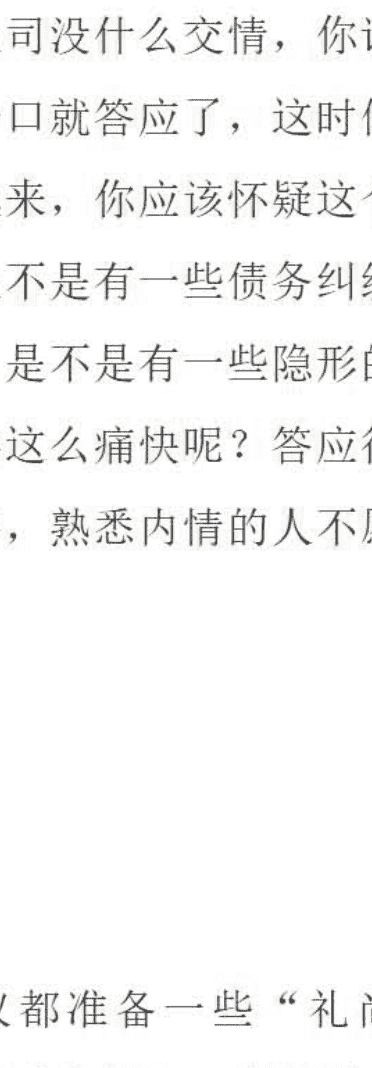 司没什么交情，你
口就答应了，这时
来，你应该怀疑这
不是有一些债务纠
是不是有一些隐形
这么痛快呢？答应
，熟悉内情的人不
都准备一些“礼